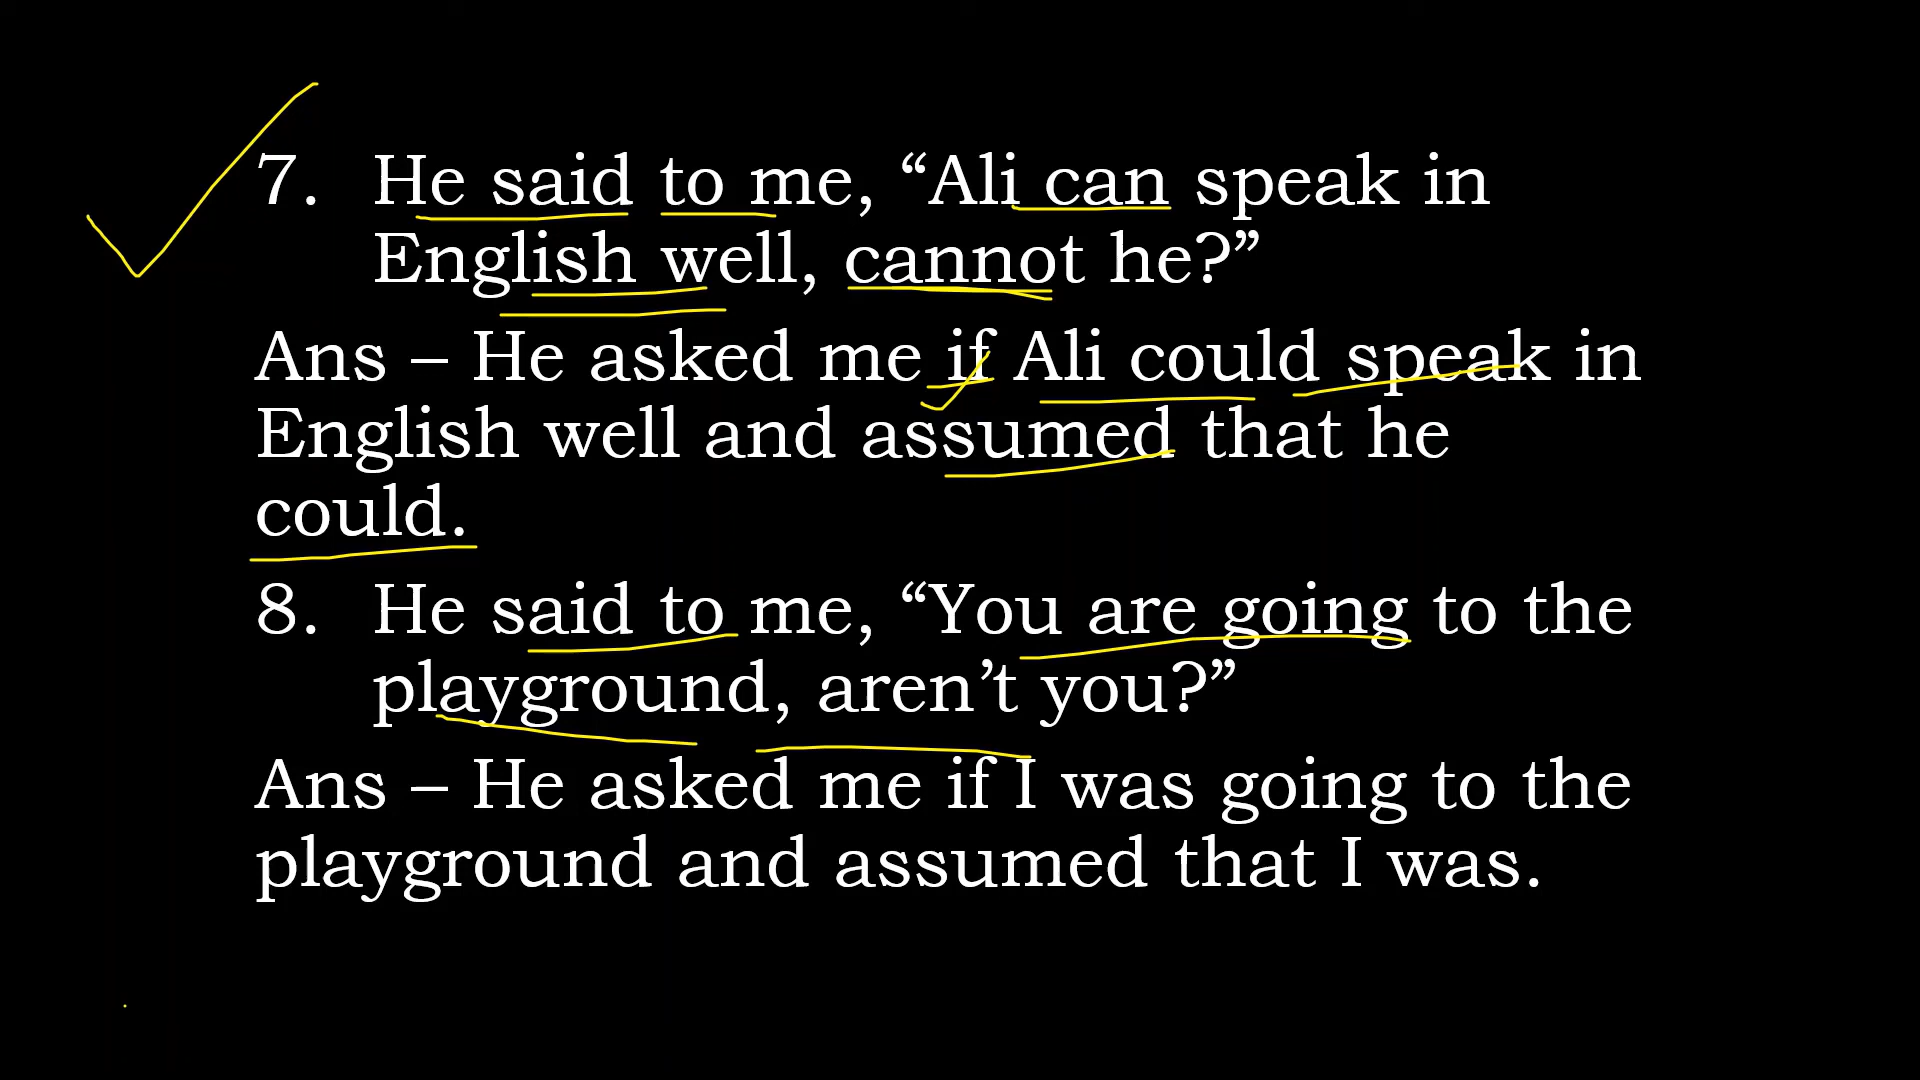 7. He said to me, “Ali can speak in
English well, cannot he?”
Ans – He asked me if Ali could speak in
English well and assumed that he
could.
8. He said to me, “You are going to the
playground, aren’t you?”
Ans – He asked me if I was going to the
playground and assumed that I was.